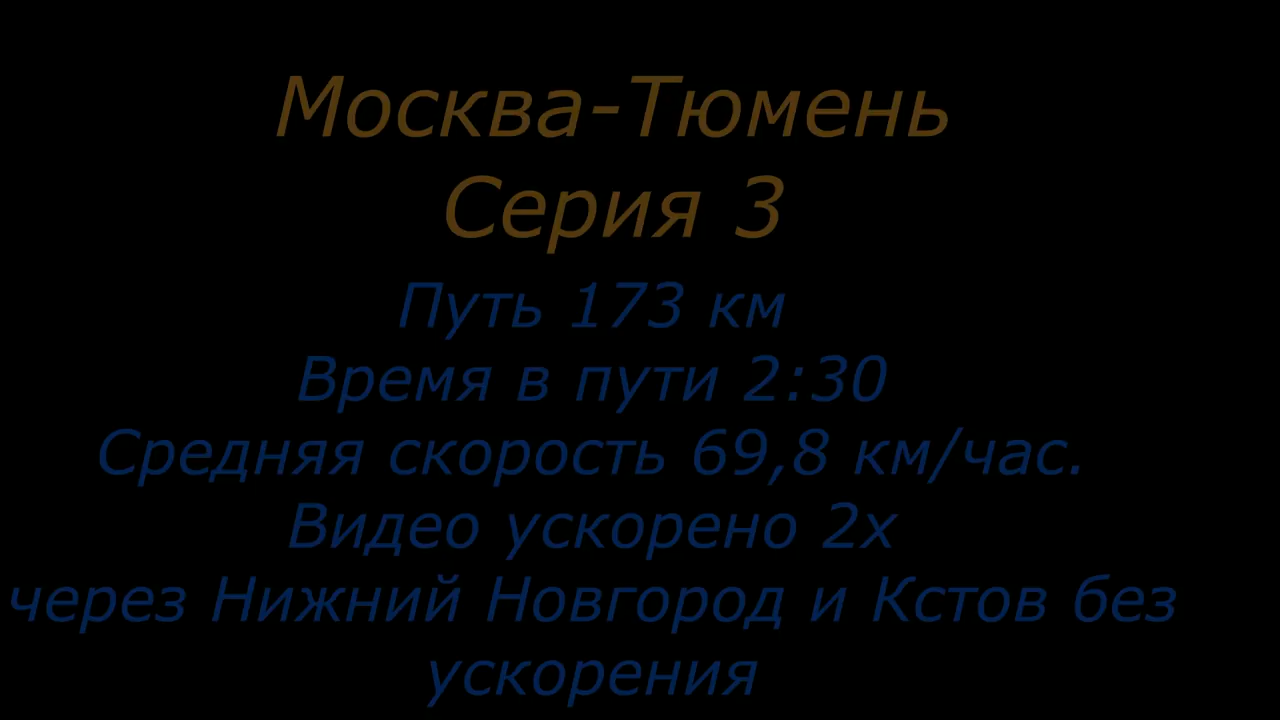 Москва-Тюмень
Серия 3
Путь 173 км
Время в пути 2:30
Средняя скорость 69,8 км/час.
Видео ускорено 2х
через Нижний Новгород и Кстов без
ускорения